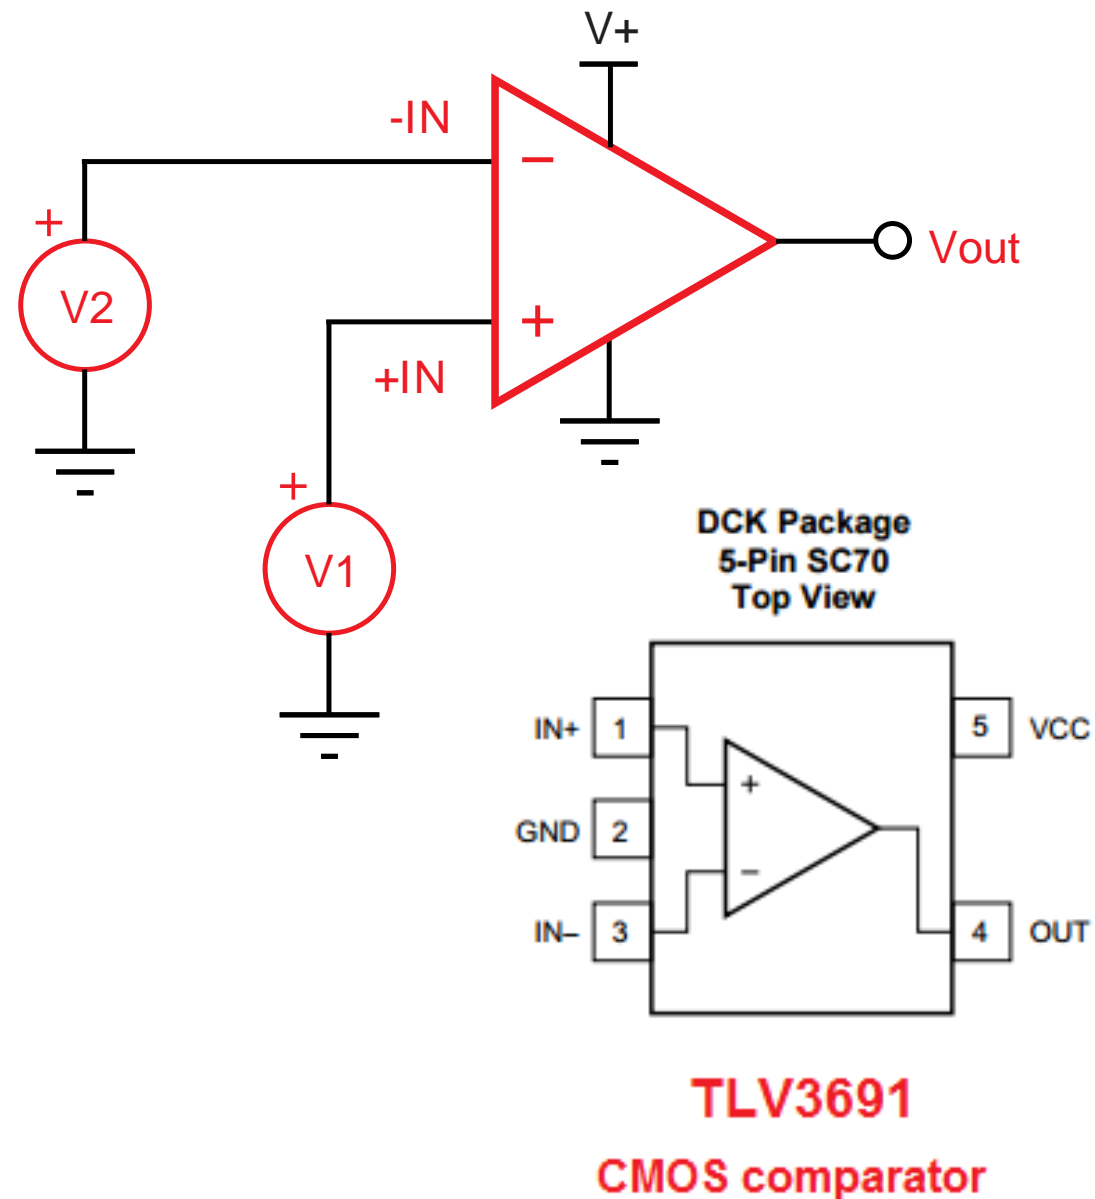 V+
-IN
−
+
V2
Vout
+
+IN
+
V1
DCK Package
5-Pin SC70
Top View
IN+ 1
5 VCC
+
GND 2
−
IN– 3
4 OUT
TLV3691
CMOS comparator